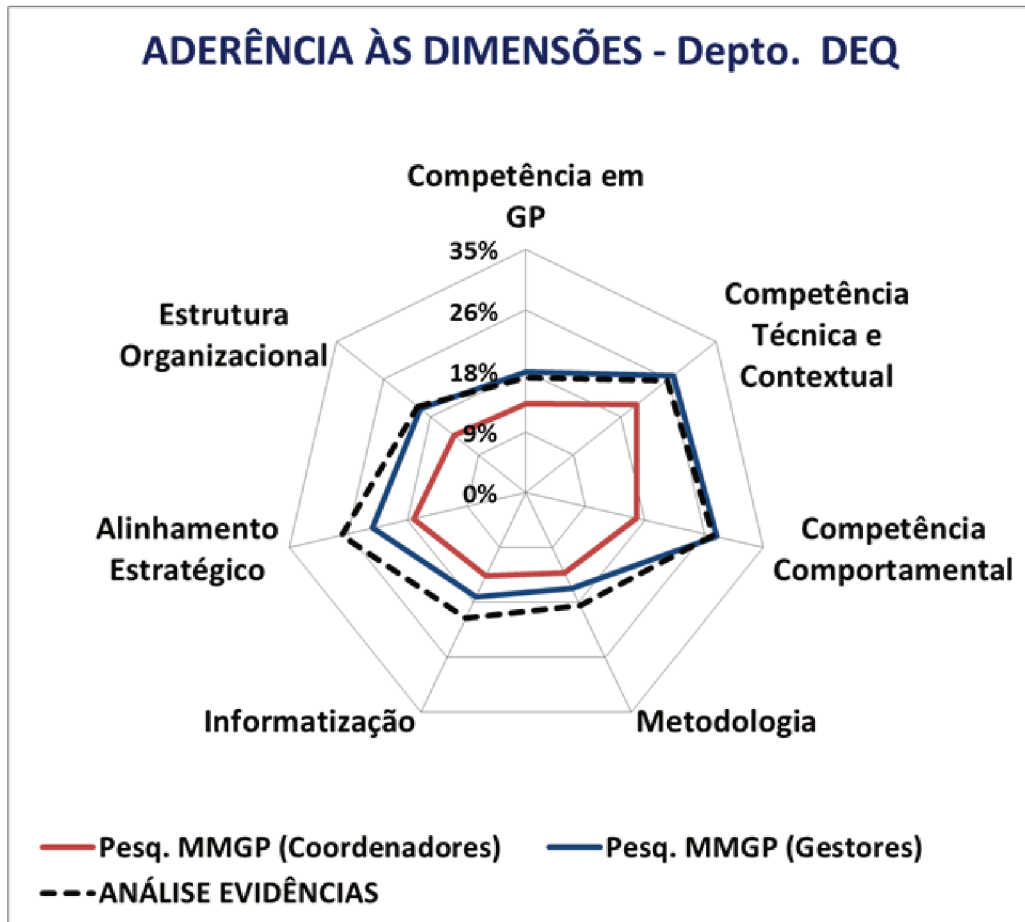 ADERÊNCIA ÀS DIMENSÕES - Depto. DEQ
Competência em
GP
35%
26%
18%
9%
0%
Competência
Técnica e
Contextual
Competência
Comportamental
Metodologia
Informatização
Alinhamento
Estratégico
Estrutura
Organizacional
Pesq. MMGP (Coordenadores)
Pesq. MMGP (Gestores)
ANÁLISE EVIDÊNCIAS